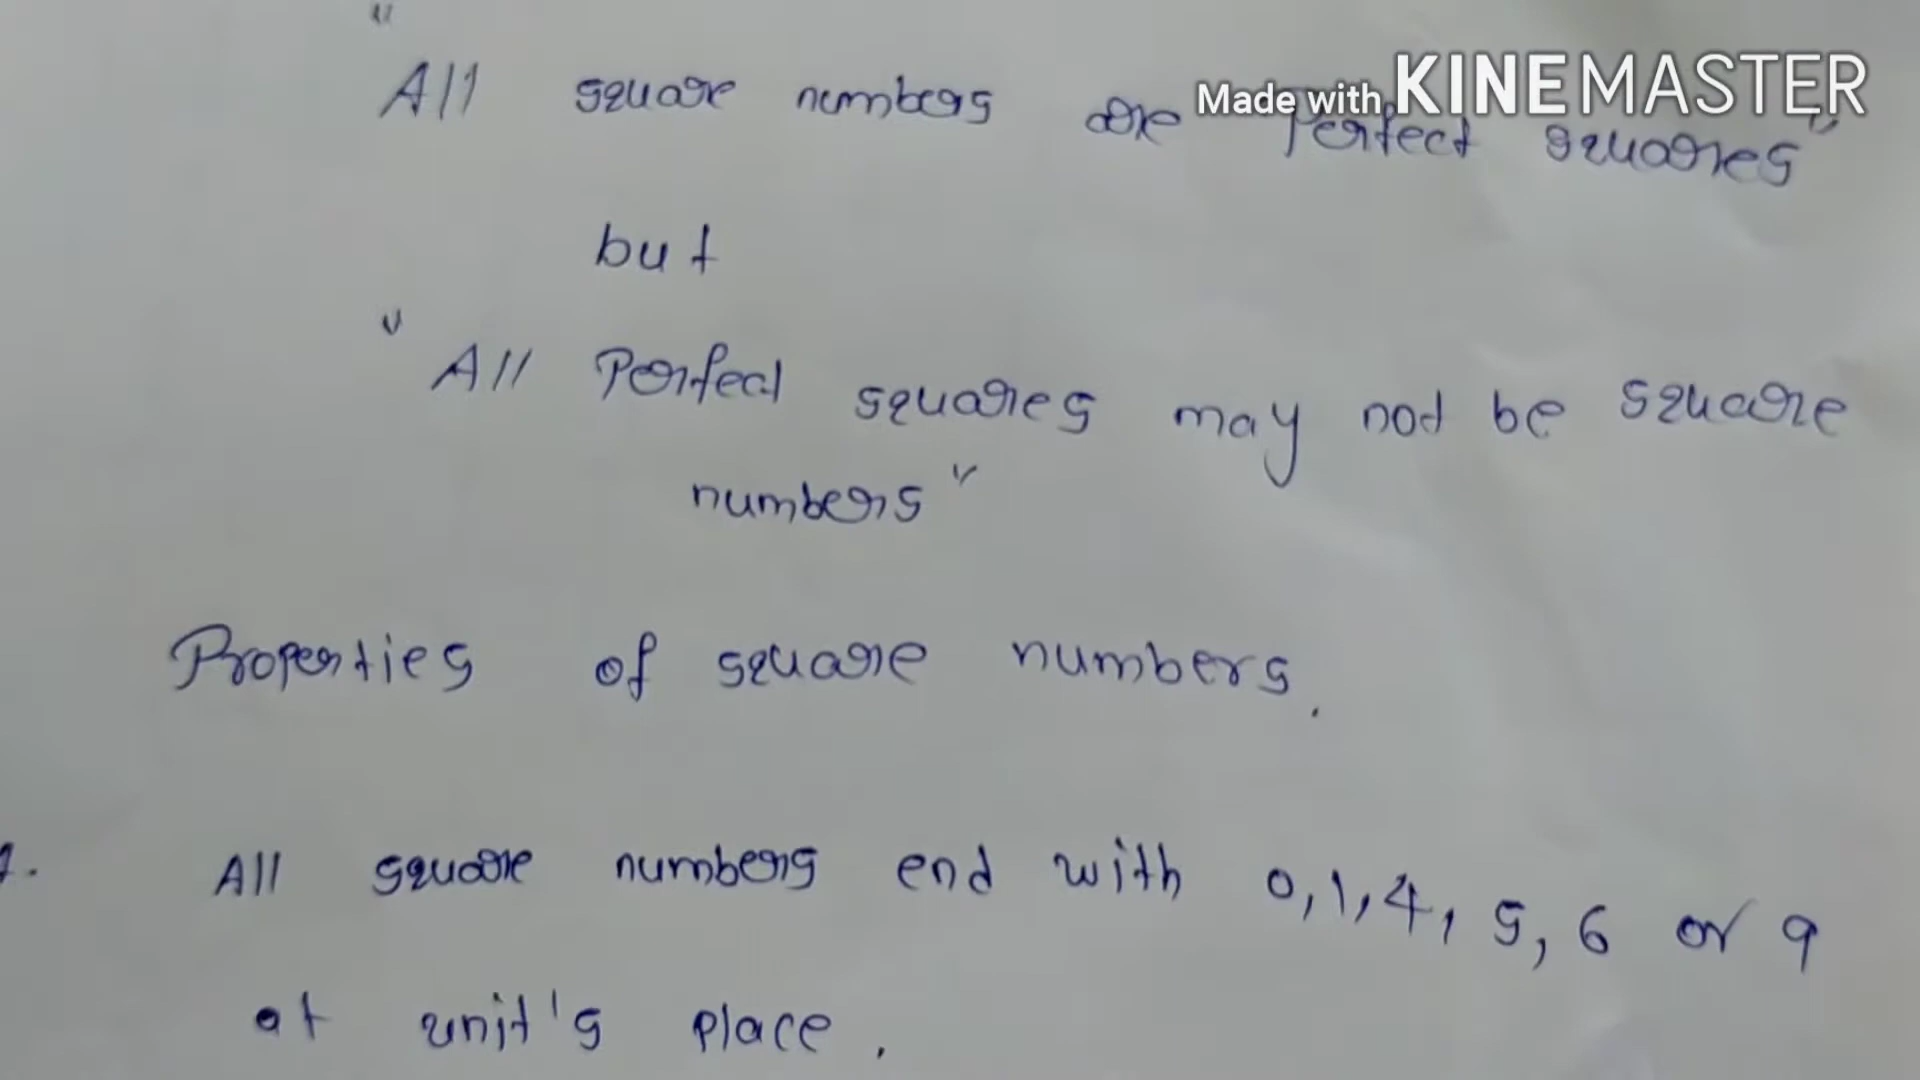 Made with KINEMASTER
"All square numbers are Perfect squares"
but
"All Perfect squares may not be square
numbers"
Properties of square numbers.
1. All square numbers end with 0, 1, 4, 5, 6 or 9
at unit's place.